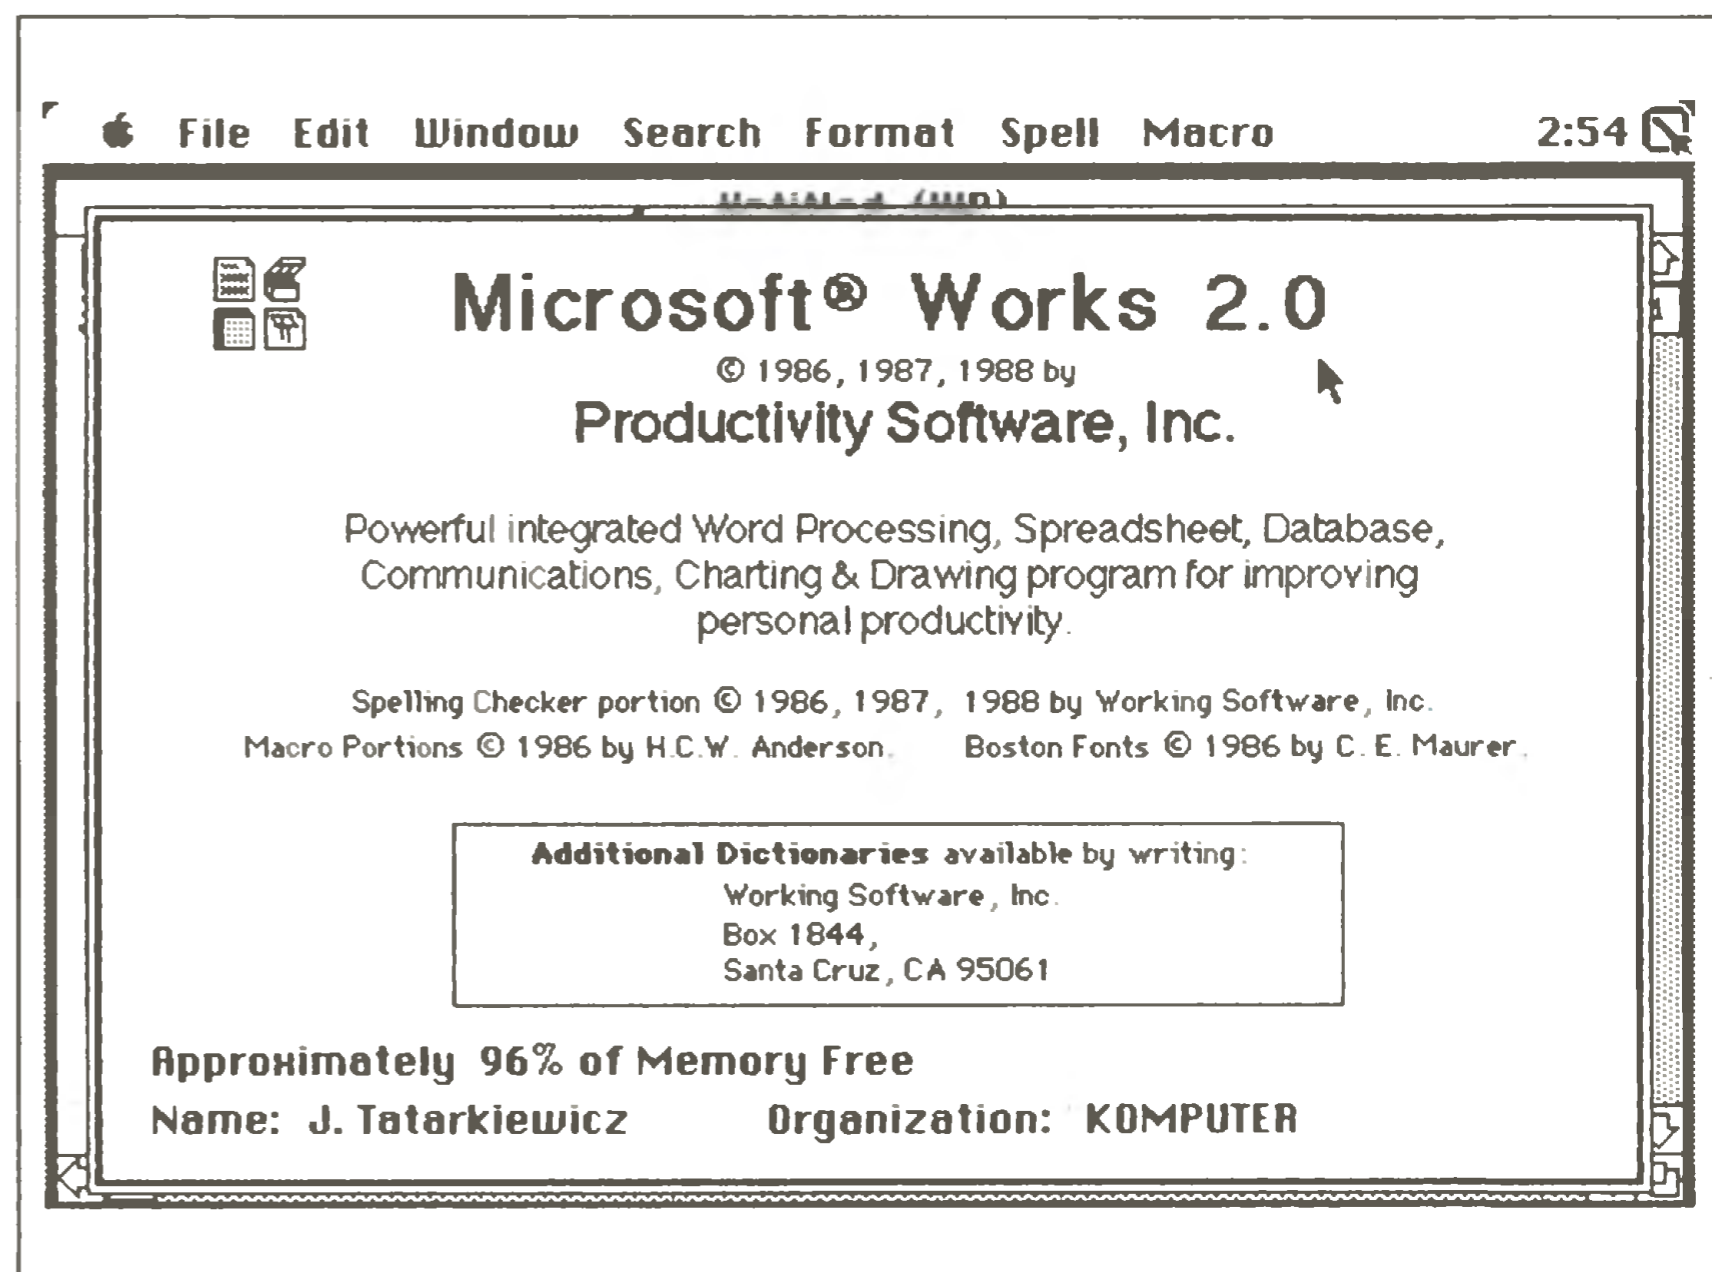 File Edit Window Search Format Spell Macro 2:54
Microsoft® Works 2.0
© 1986, 1987, 1988 by
Productivity Software, Inc.
Powerful integrated Word Processing, Spreadsheet, Database,
Communications, Charting & Drawing program for improving
personal productivity.
Spelling Checker portion © 1986, 1987, 1988 by Working Software, Inc.
Macro Portions © 1986 by H.C.W. Anderson. Boston Fonts © 1986 by C. E. Maurer.
Additional Dictionaries available by writing:
Working Software, Inc.
Box 1844,
Santa Cruz, CA 95061
Approximately 96% of Memory Free
Name: J. Tatarkiewicz Organization: KOMPUTER